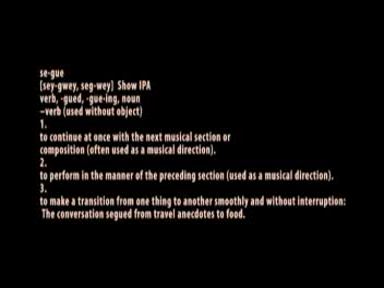 se-gue
[sey-gwey, seg-wey] Show IPA
verb, -gued, -gue-ing, noun
–verb (used without object)
1.
to continue at once with the next musical section or
composition (often used as a musical direction).
2.
to perform in the manner of the preceding section (used as a musical direction).
3.
to make a transition from one thing to another smoothly and without interruption:
The conversation segued from travel anecdotes to food.